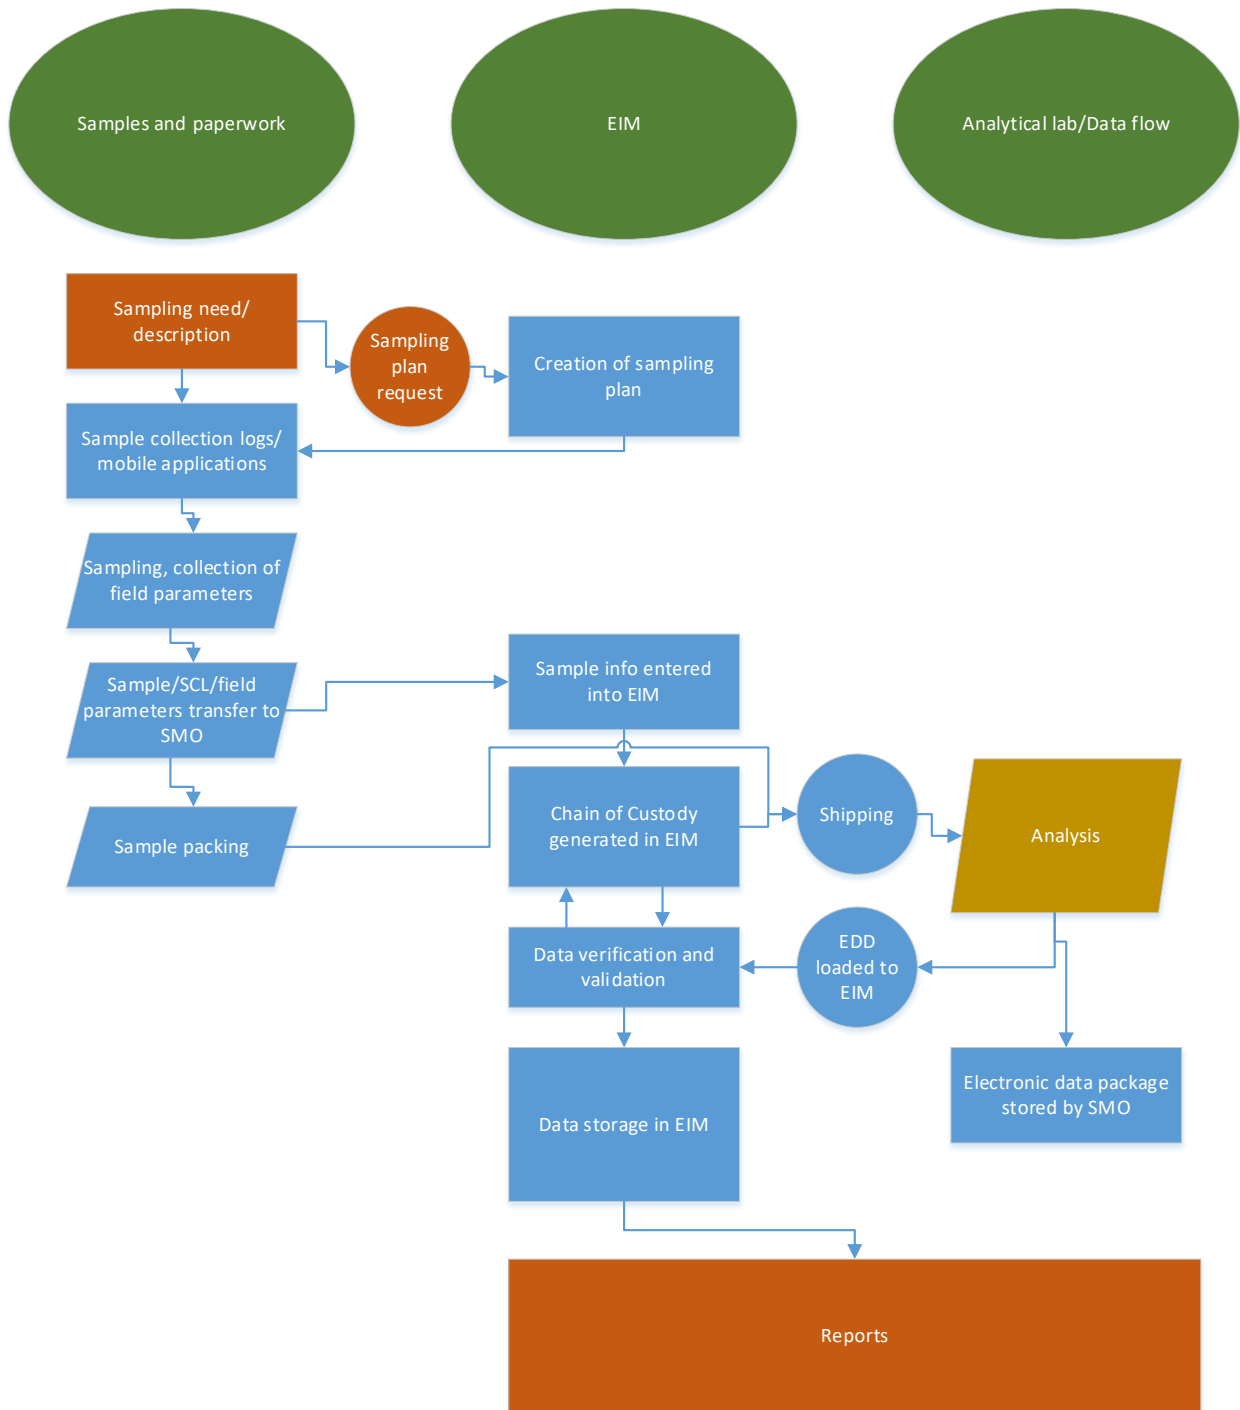 Samples and paperwork
EIM
Analytical lab/Data flow
Sampling need/
description
Sampling
plan
request
Creation of sampling
plan
Sample collection logs/
mobile applications
Sampling, collection of
field parameters
Sample/SCL/field
parameters transfer to
SMO
Sample info entered
into EIM
Sample packing
Chain of Custody
generated in EIM
Shipping
Analysis
Data verification and
validation
EDD
loaded to
EIM
Data storage in EIM
Electronic data package
stored by SMO
Reports